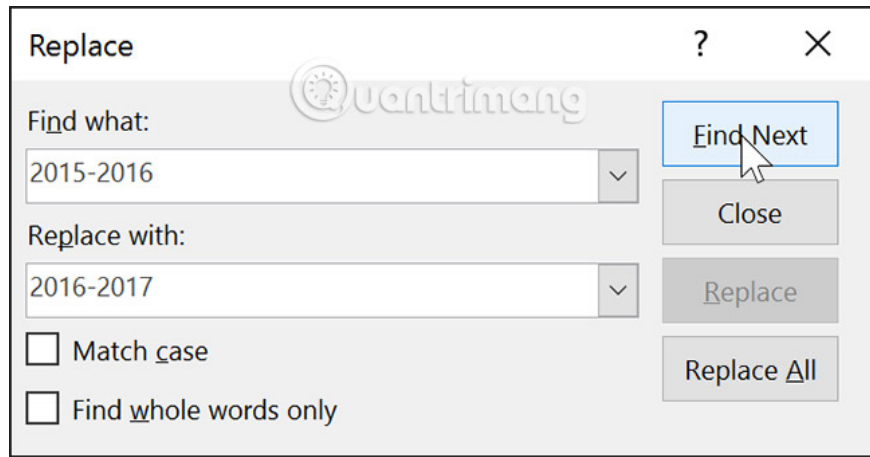 Replace
?
Quantrimang
Find what:
2015-2016
Find Next
Close
Replace with:
2016-2017
Replace
Match case
Replace All
Find whole words only